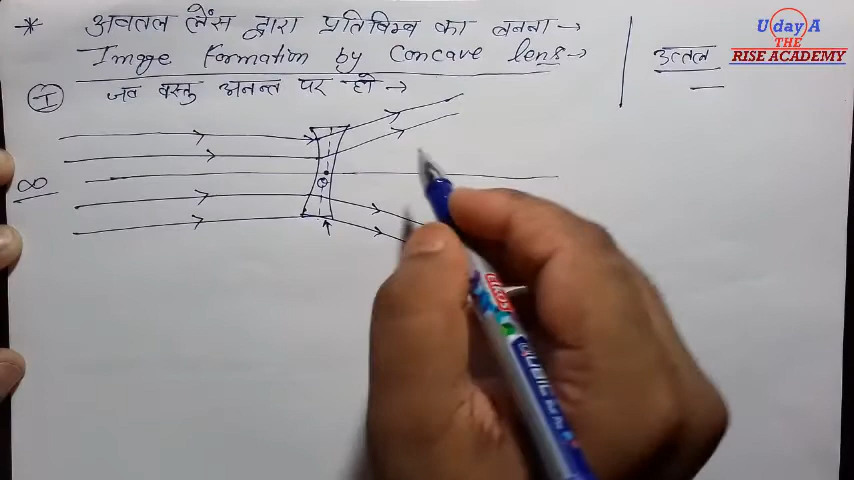 * अवतल लेंस द्वारा प्रतिबिम्ब का बनना →
Image Formation by Concave lens →
I जब वस्तु अनन्त पर हो →
∞
उत्तल
Uday A
THE
RISE ACADEMY